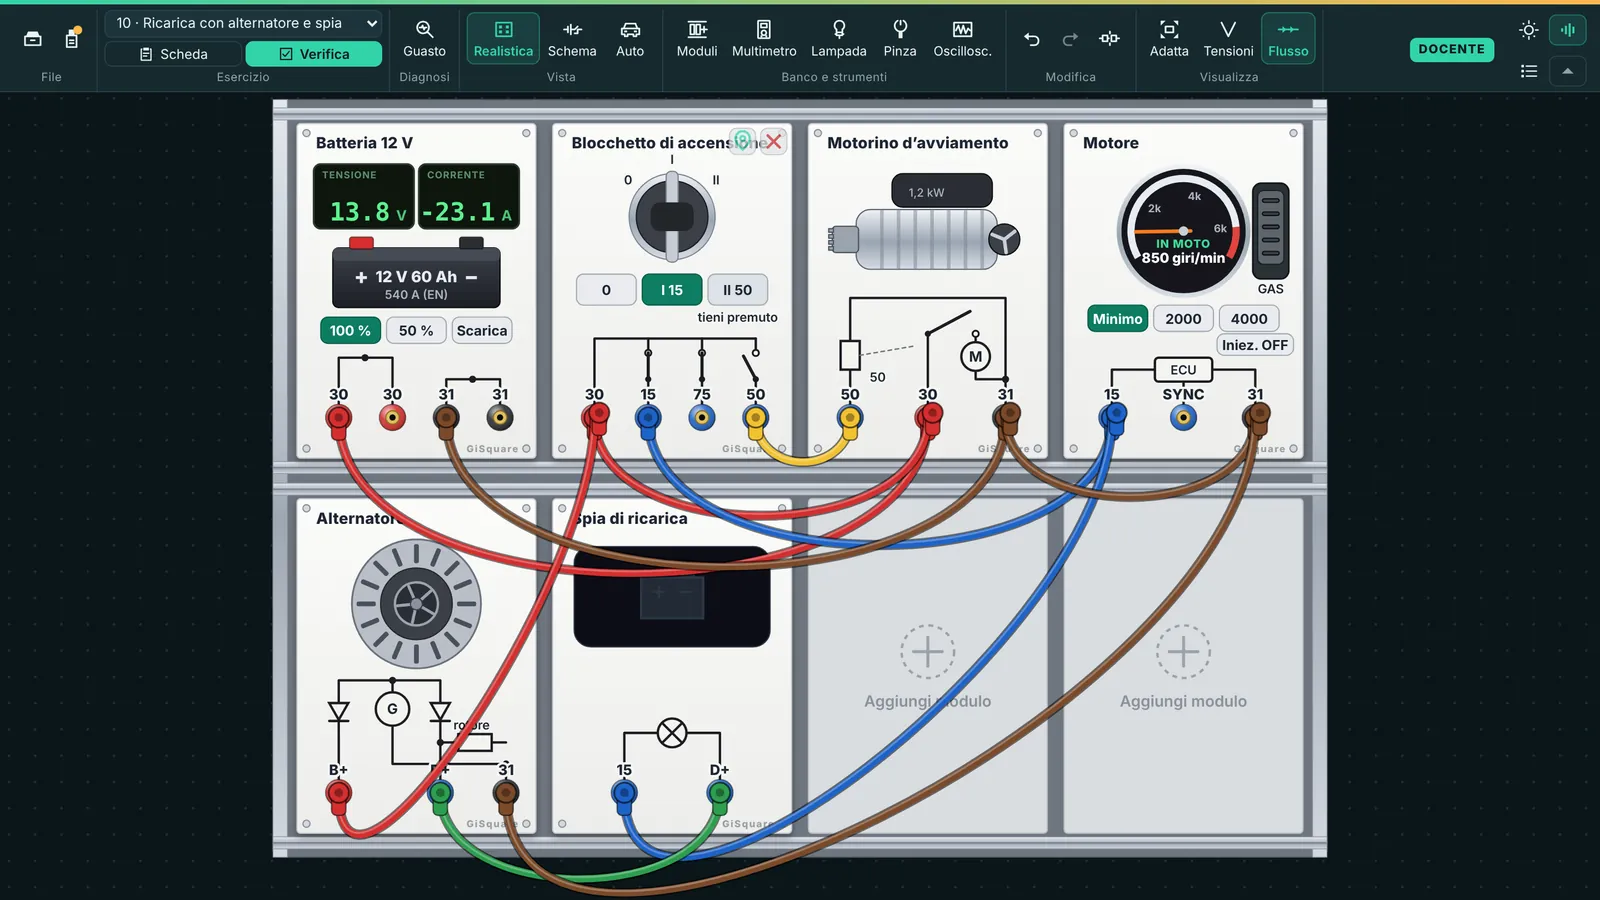 10 · Ricarica con alternatore e spia
Scheda
Verifica
File
Esercizio
Guasto
Diagnosi
Realistica
Schema
Auto
Vista
Moduli
Multimetro
Lampada
Pinza
Oscillosc.
Banco e strumenti
Modifica
Adatta
Tensioni
Flusso
Visualizza
DOCENTE
Batteria 12 V
TENSIONE
13.8 V
CORRENTE
-23.1 A
+ 12 V 60 Ah −
540 A (EN)
100 %
50 %
Scarica
30
30
31
31
GiSquare
Blocchetto di
0
I
II
0
I 15
II 50
tieni premuto
30
15
75
50
Motorino d’avviamento
1,2 kW
M
50
50
30
31
Motore
2k
4k
6k
IN MOTO
850 giri/min
GAS
Minimo
2000
4000
Iniez. OFF
ECU
15
SYNC
31
Alternatore
G
rotore
B+
31
Spia di ricarica
+ −
15
D+
Aggiungi modulo
Aggiungi modulo